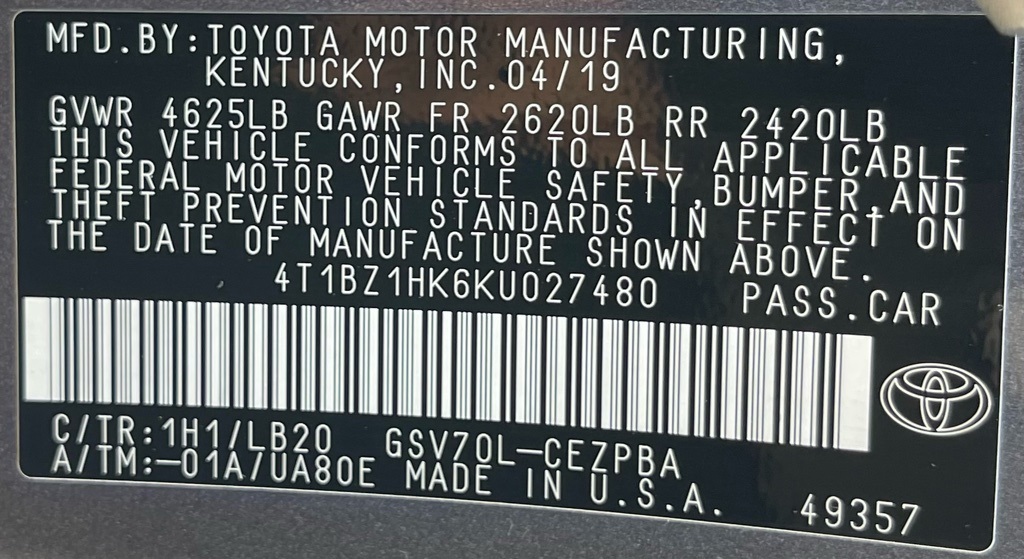 MFD.BY:TOYOTA MOTOR MANUFACTURING,
KENTUCKY, INC.04/19
GVWR 4625LB GAWR FR 2620LB RR 2420LB
THIS VEHICLE CONFORMS TO ALL APPLICABLE
FEDERAL MOTOR VEHICLE SAFETY,BUMPER,AND
THEFT PREVENTION STANDARDS IN EFFECT ON
THE DATE OF MANUFACTURE SHOWN ABOVE.
4T1BZ1HK6KU027480 PASS.CAR
C/TR:1H1/LB20 GSV70L-CEZPBA
A/TM:-01A/UA80E MADE IN U.S.A.
49357